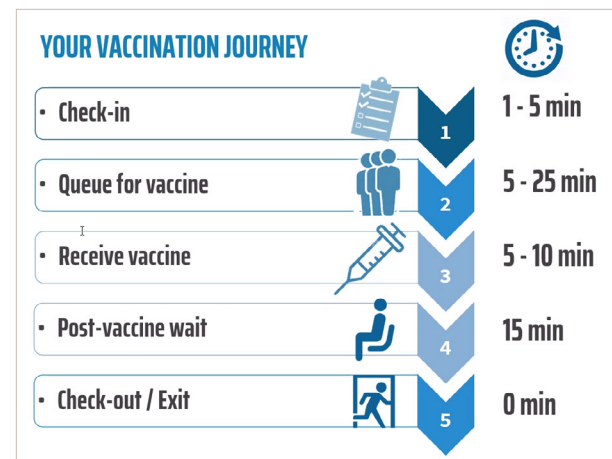 YOUR VACCINATION JOURNEY
• Check-in 1 1 - 5 min
• Queue for vaccine 2 5 - 25 min
• Receive vaccine 3 5 - 10 min
• Post-vaccine wait 4 15 min
• Check-out / Exit 5 0 min